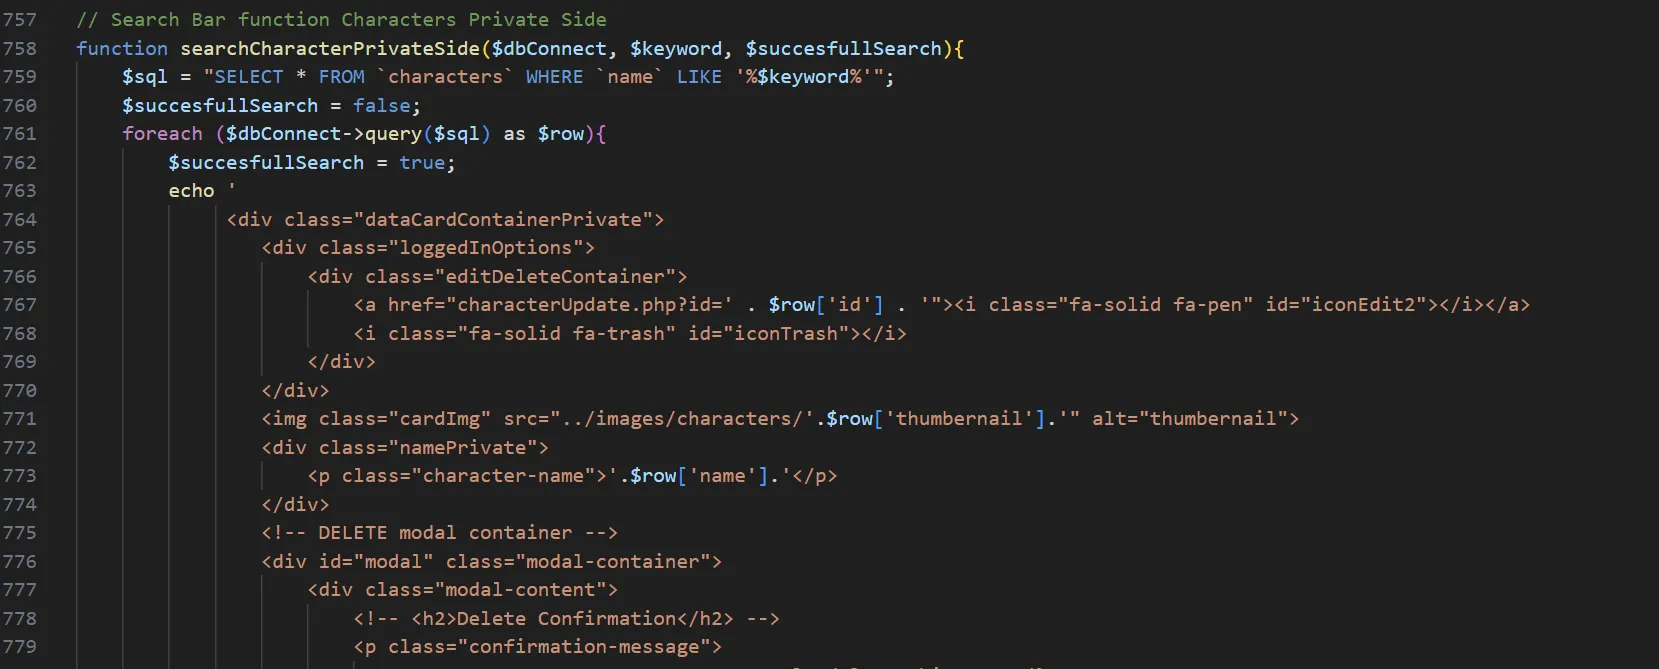 757 // Search Bar function Characters Private Side
758 function searchCharacterPrivateSide($dbConnect, $keyword, $succesfullSearch){
759 $sql = "SELECT * FROM `characters` WHERE `name` LIKE '%$keyword%'";
760 $succesfullSearch = false;
761 foreach ($dbConnect->query($sql) as $row){
762 $succesfullSearch = true;
763 echo '
764 <div class="dataCardContainerPrivate">
765 <div class="loggedInOptions">
766 <div class="editDeleteContainer">
767 <a href="characterUpdate.php?id=' . $row['id'] . '"><i class="fa-solid fa-pen" id="iconEdit2"></i></a>
768 <i class="fa-solid fa-trash" id="iconTrash"></i>
769 </div>
770 </div>
771 <img class="cardImg" src="../images/characters/'.$row['thumbernail'].'" alt="thumbernail">
772 <div class="namePrivate">
773 <p class="character-name">'.$row['name'].'</p>
774 </div>
775 <!-- DELETE modal container -->
776 <div id="modal" class="modal-container">
777 <div class="modal-content">
778 <!-- <h2>Delete Confirmation</h2> -->
779 <p class="confirmation-message">